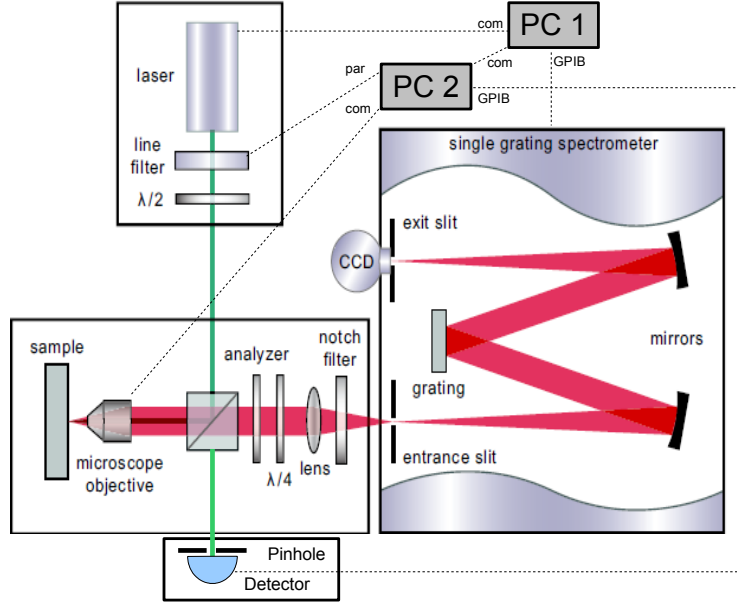 com
PC 1
laser
par
com
GPIB
PC 2
com
GPIB
line
filter
single grating spectrometer
λ/2
exit slit
CCD
sample
analyzer
notch
filter
mirrors
grating
microscope
objective
λ/4
lens
entrance slit
Pinhole
Detector